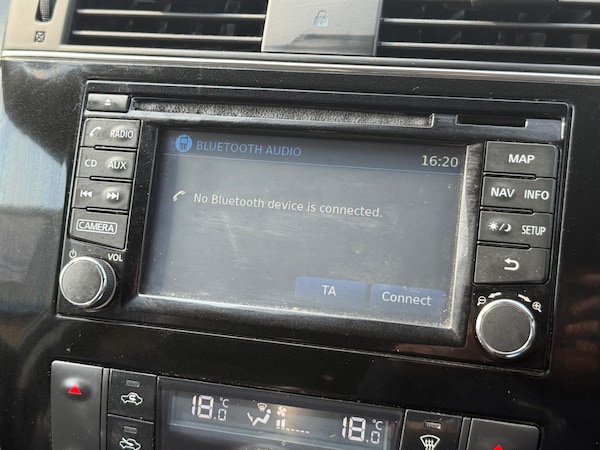 RADIO
BLUETOOTH AUDIO
16:20
MAP
CD AUX
NAV INFO
No Bluetooth device is connected.
CAMERA
SETUP
VOL
TA
Connect
18.0 °C
18.0 °C